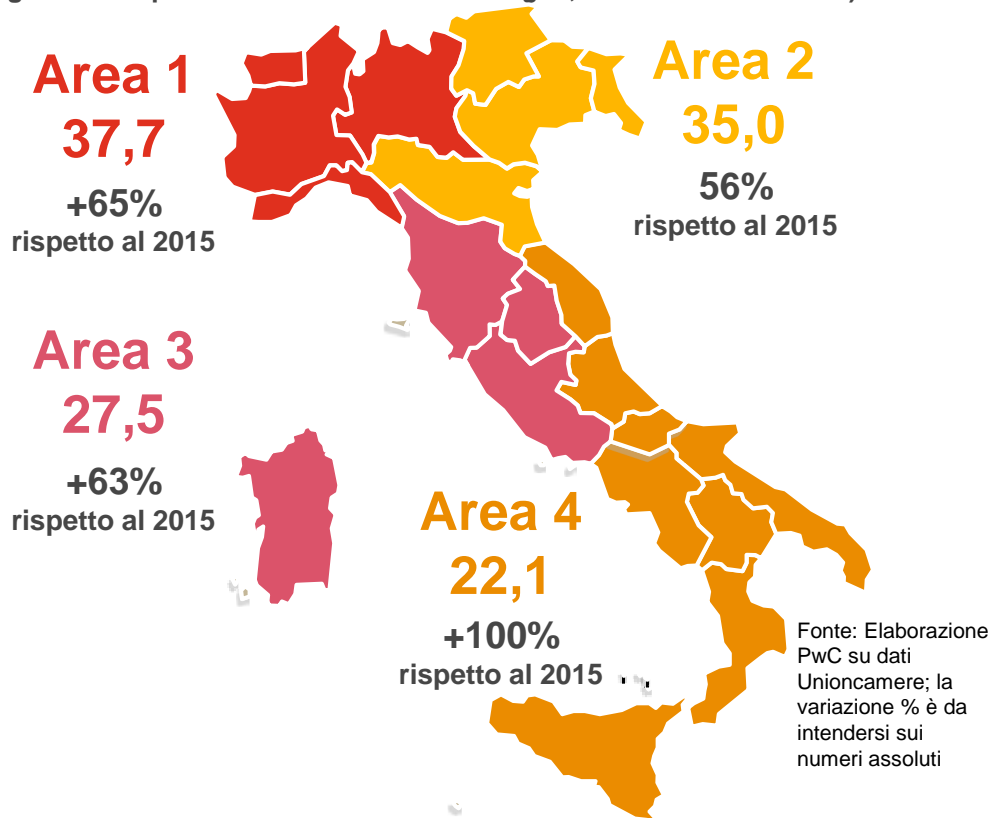 Area 1
37,7
+65%
rispetto al 2015
Area 2
35,0
56%
rispetto al 2015
Area 3
27,5
+63%
rispetto al 2015
Area 4
22,1
+100%
rispetto al 2015
Fonte: Elaborazione
PwC su dati
Unioncamere; la
variazione % è da
intendersi sui
numeri assoluti